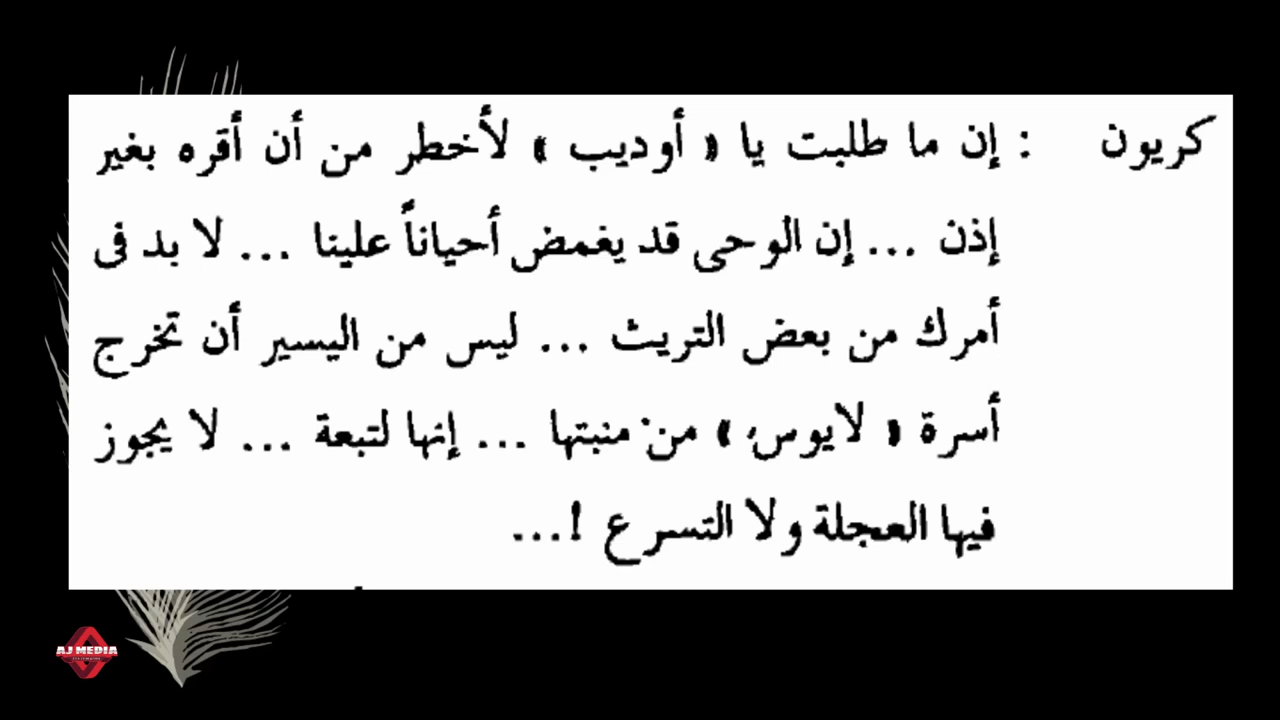 كريون : إن ما طلبت يا « أوديب » لأخطر من أن أقره بغير
إذن ... إن الوحى قد يغمض أحياناً علينا ... لا بد فى
أمرك من بعض التريث ... ليس من اليسير أن تخرج
أسرة « لايوس » من منبتها ... إنها لتبعة ... لا يجوز
فيها العجلة ولا التسرع !...
AJ MEDIA